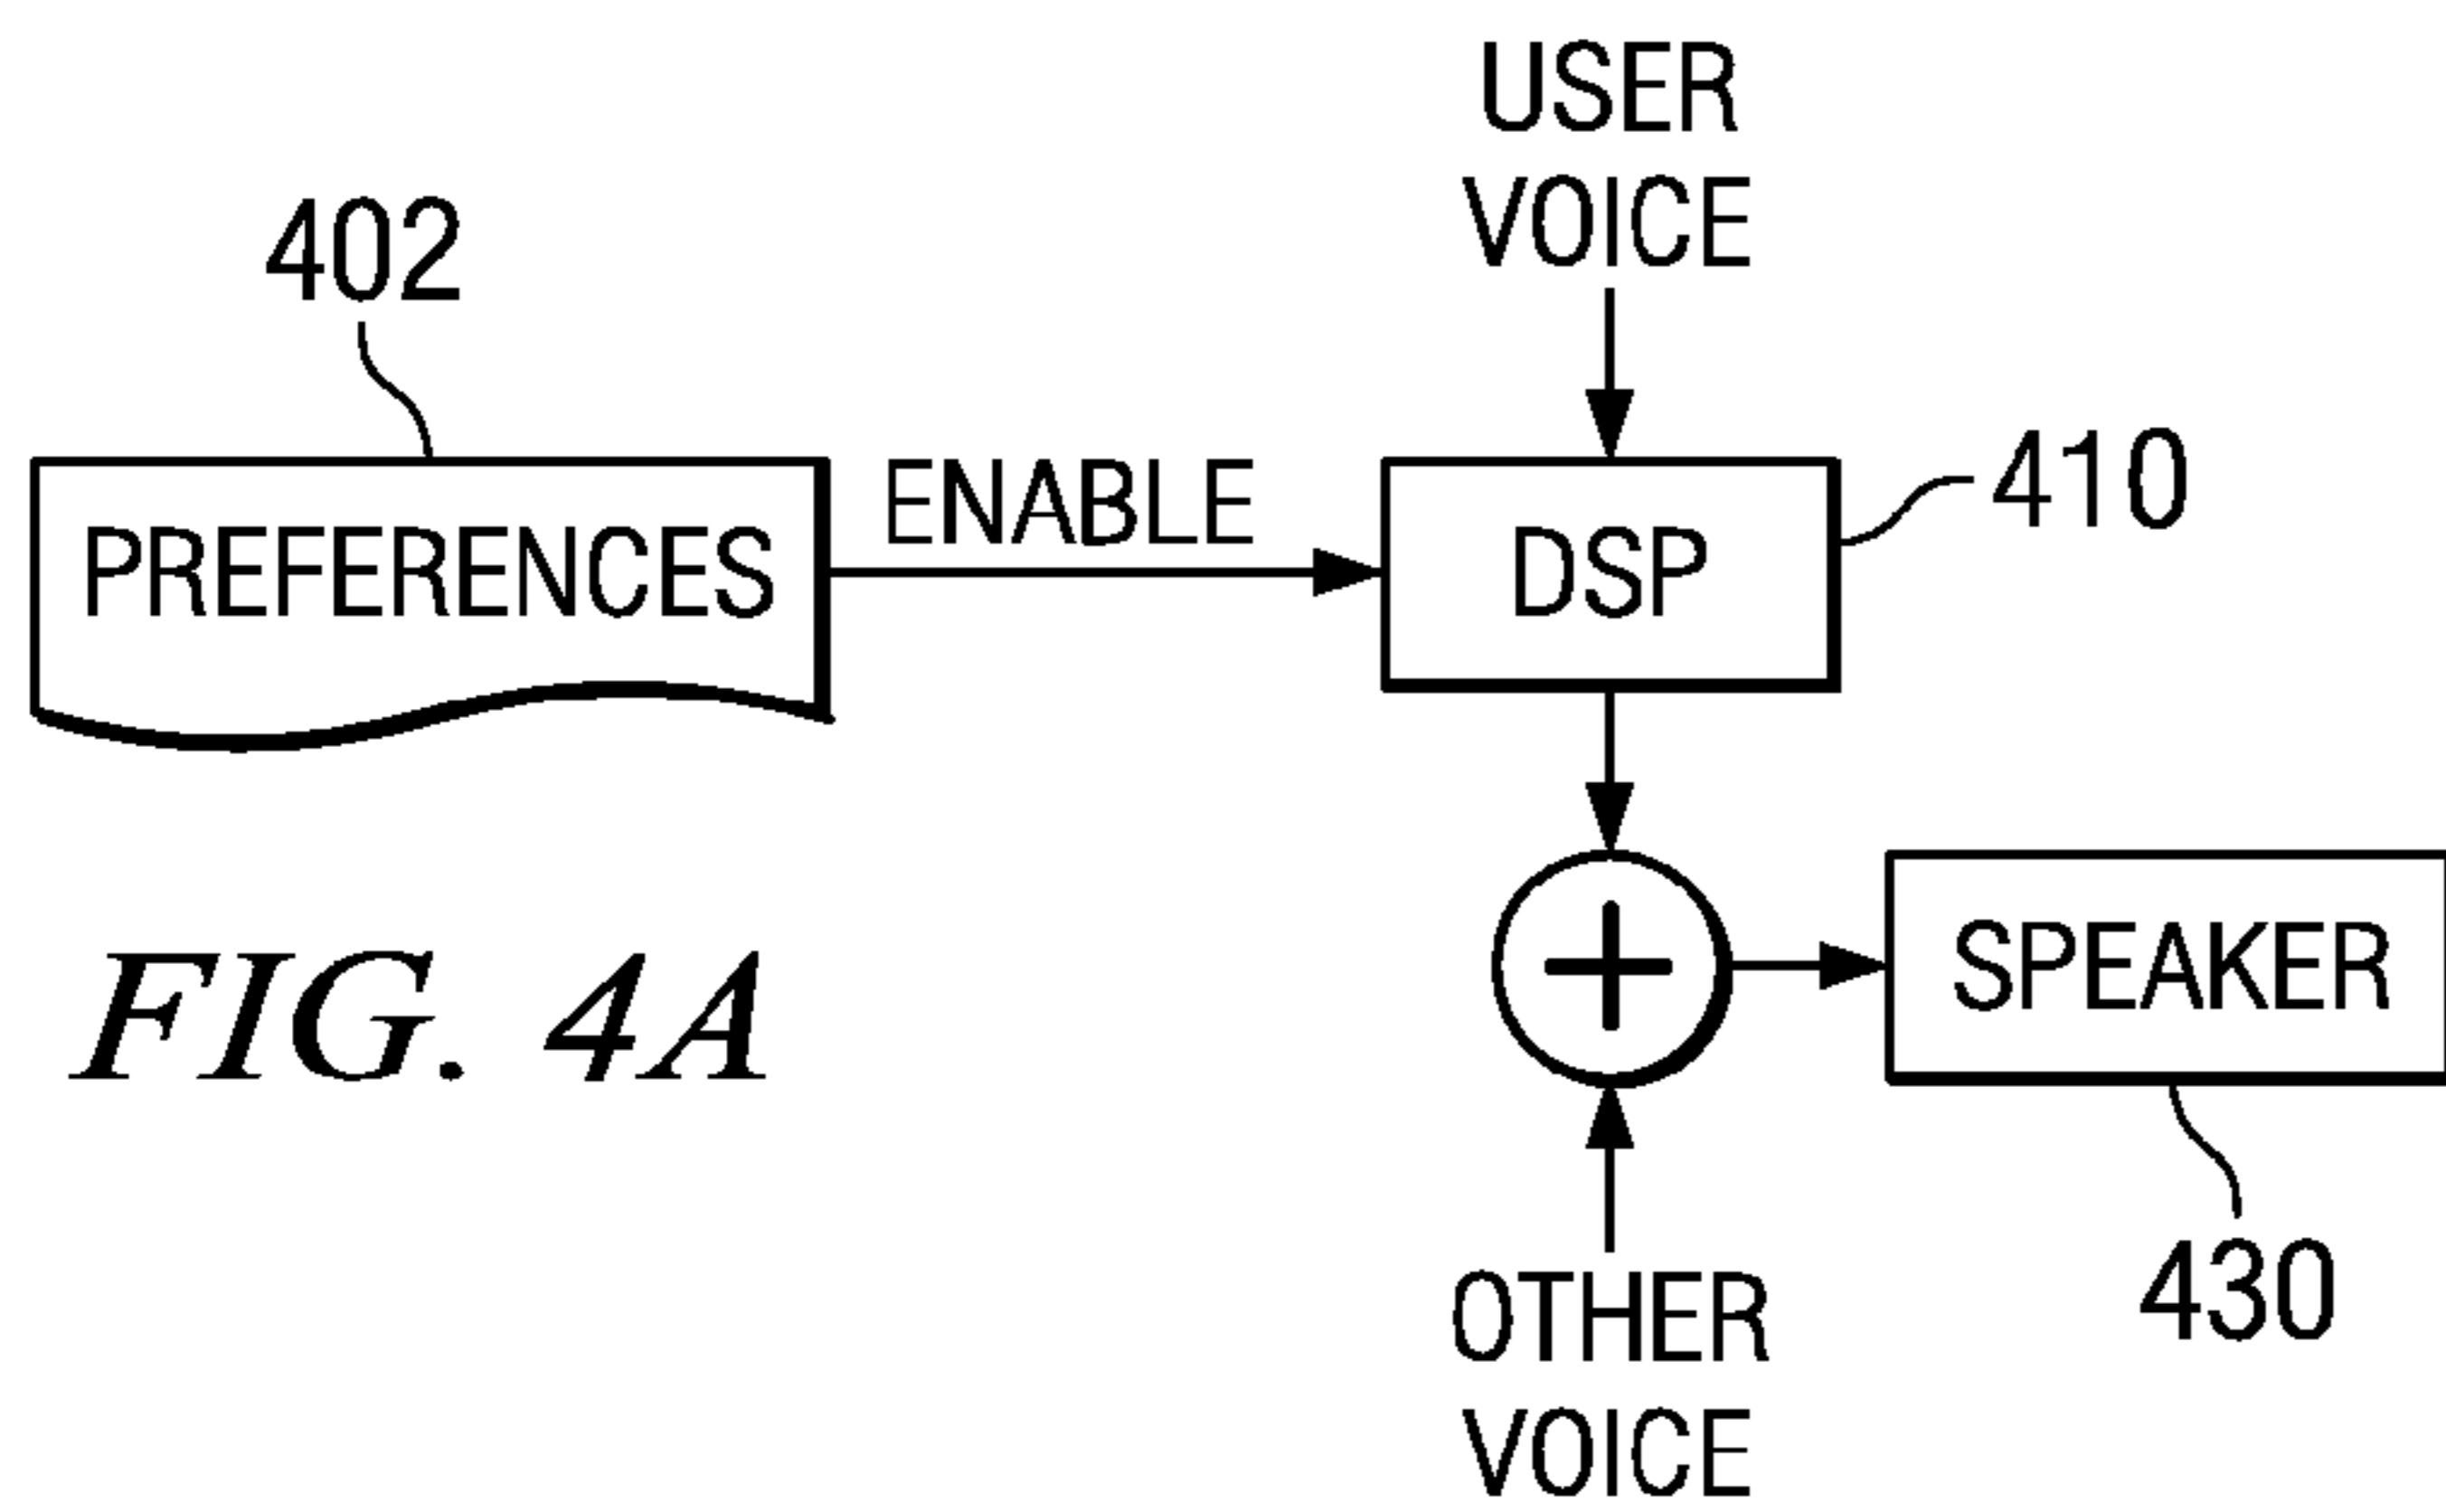 USER
VOICE
402
ENABLE
410
PREFERENCES
DSP
SPEAKER
FIG. 4A
430
OTHER
VOICE